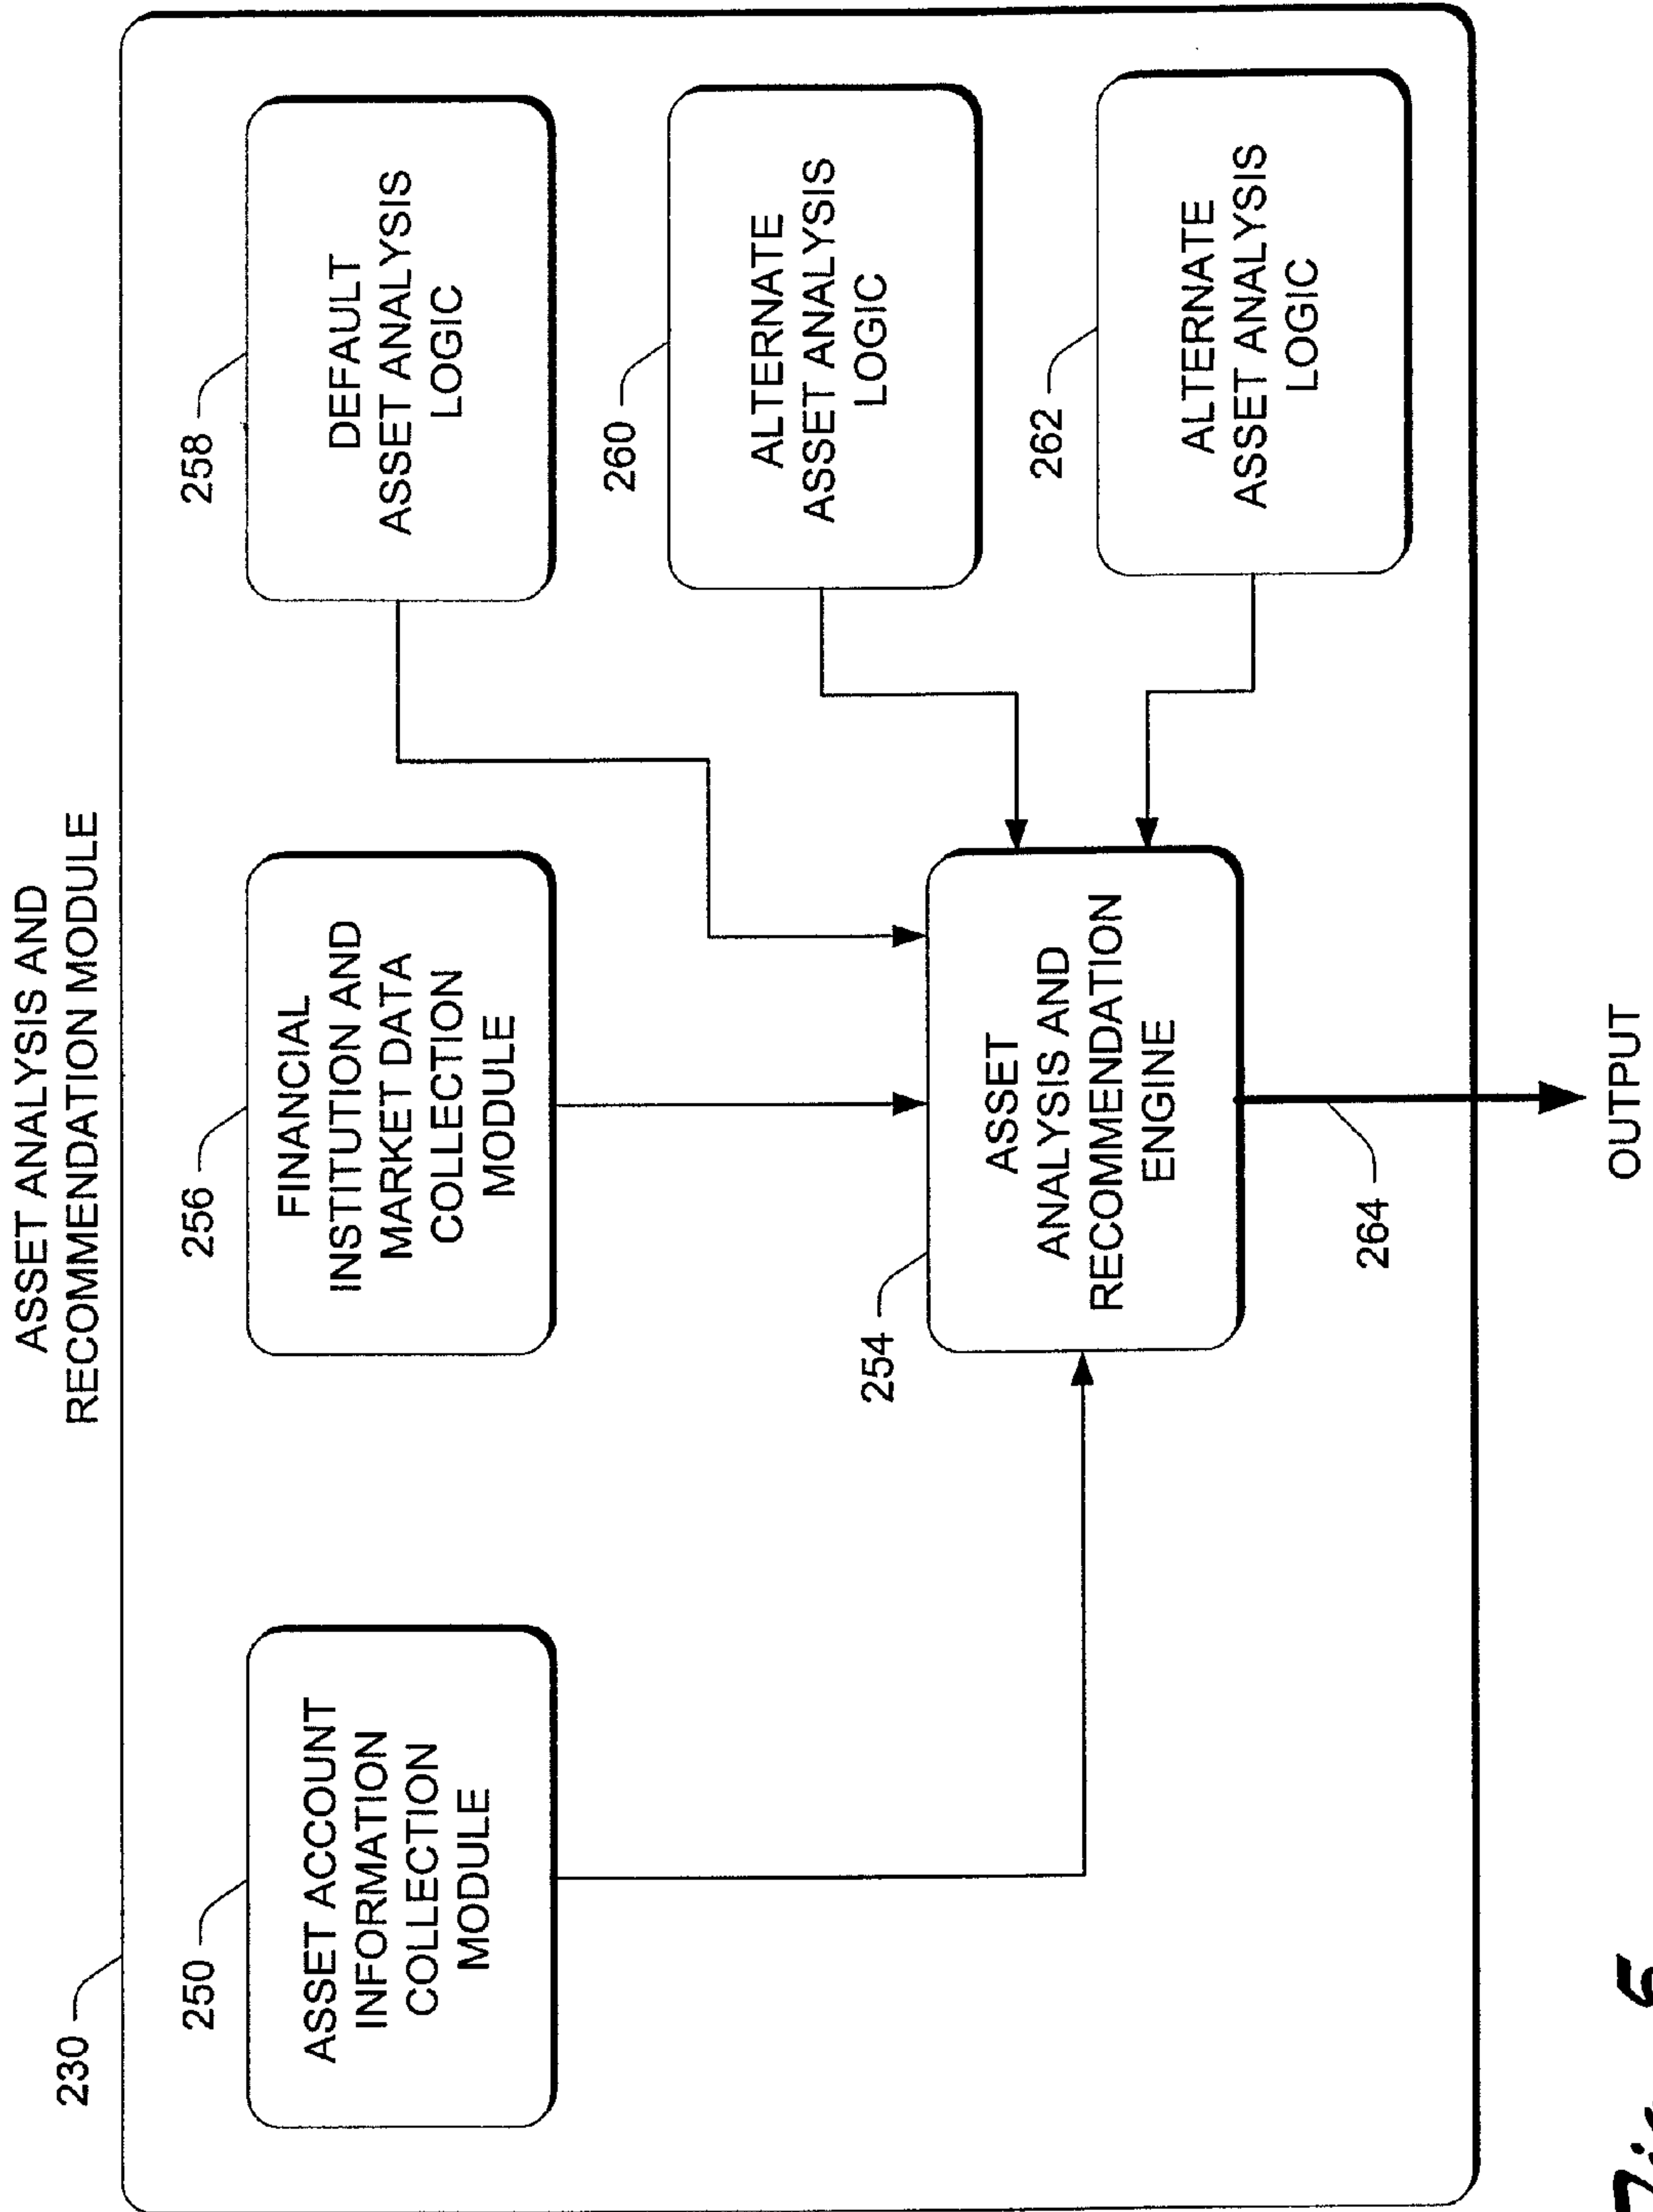 ASSET ANALYSIS AND
RECOMMENDATION MODULE
230
250
ASSET ACCOUNT
INFORMATION
COLLECTION
MODULE
256
FINANCIAL
INSTITUTION AND
MARKET DATA
COLLECTION
MODULE
258
DEFAULT
ASSET ANALYSIS
LOGIC
260
ALTERNATE
ASSET ANALYSIS
LOGIC
262
ALTERNATE
ASSET ANALYSIS
LOGIC
254
ASSET
ANALYSIS AND
RECOMMENDATION
ENGINE
264
OUTPUT